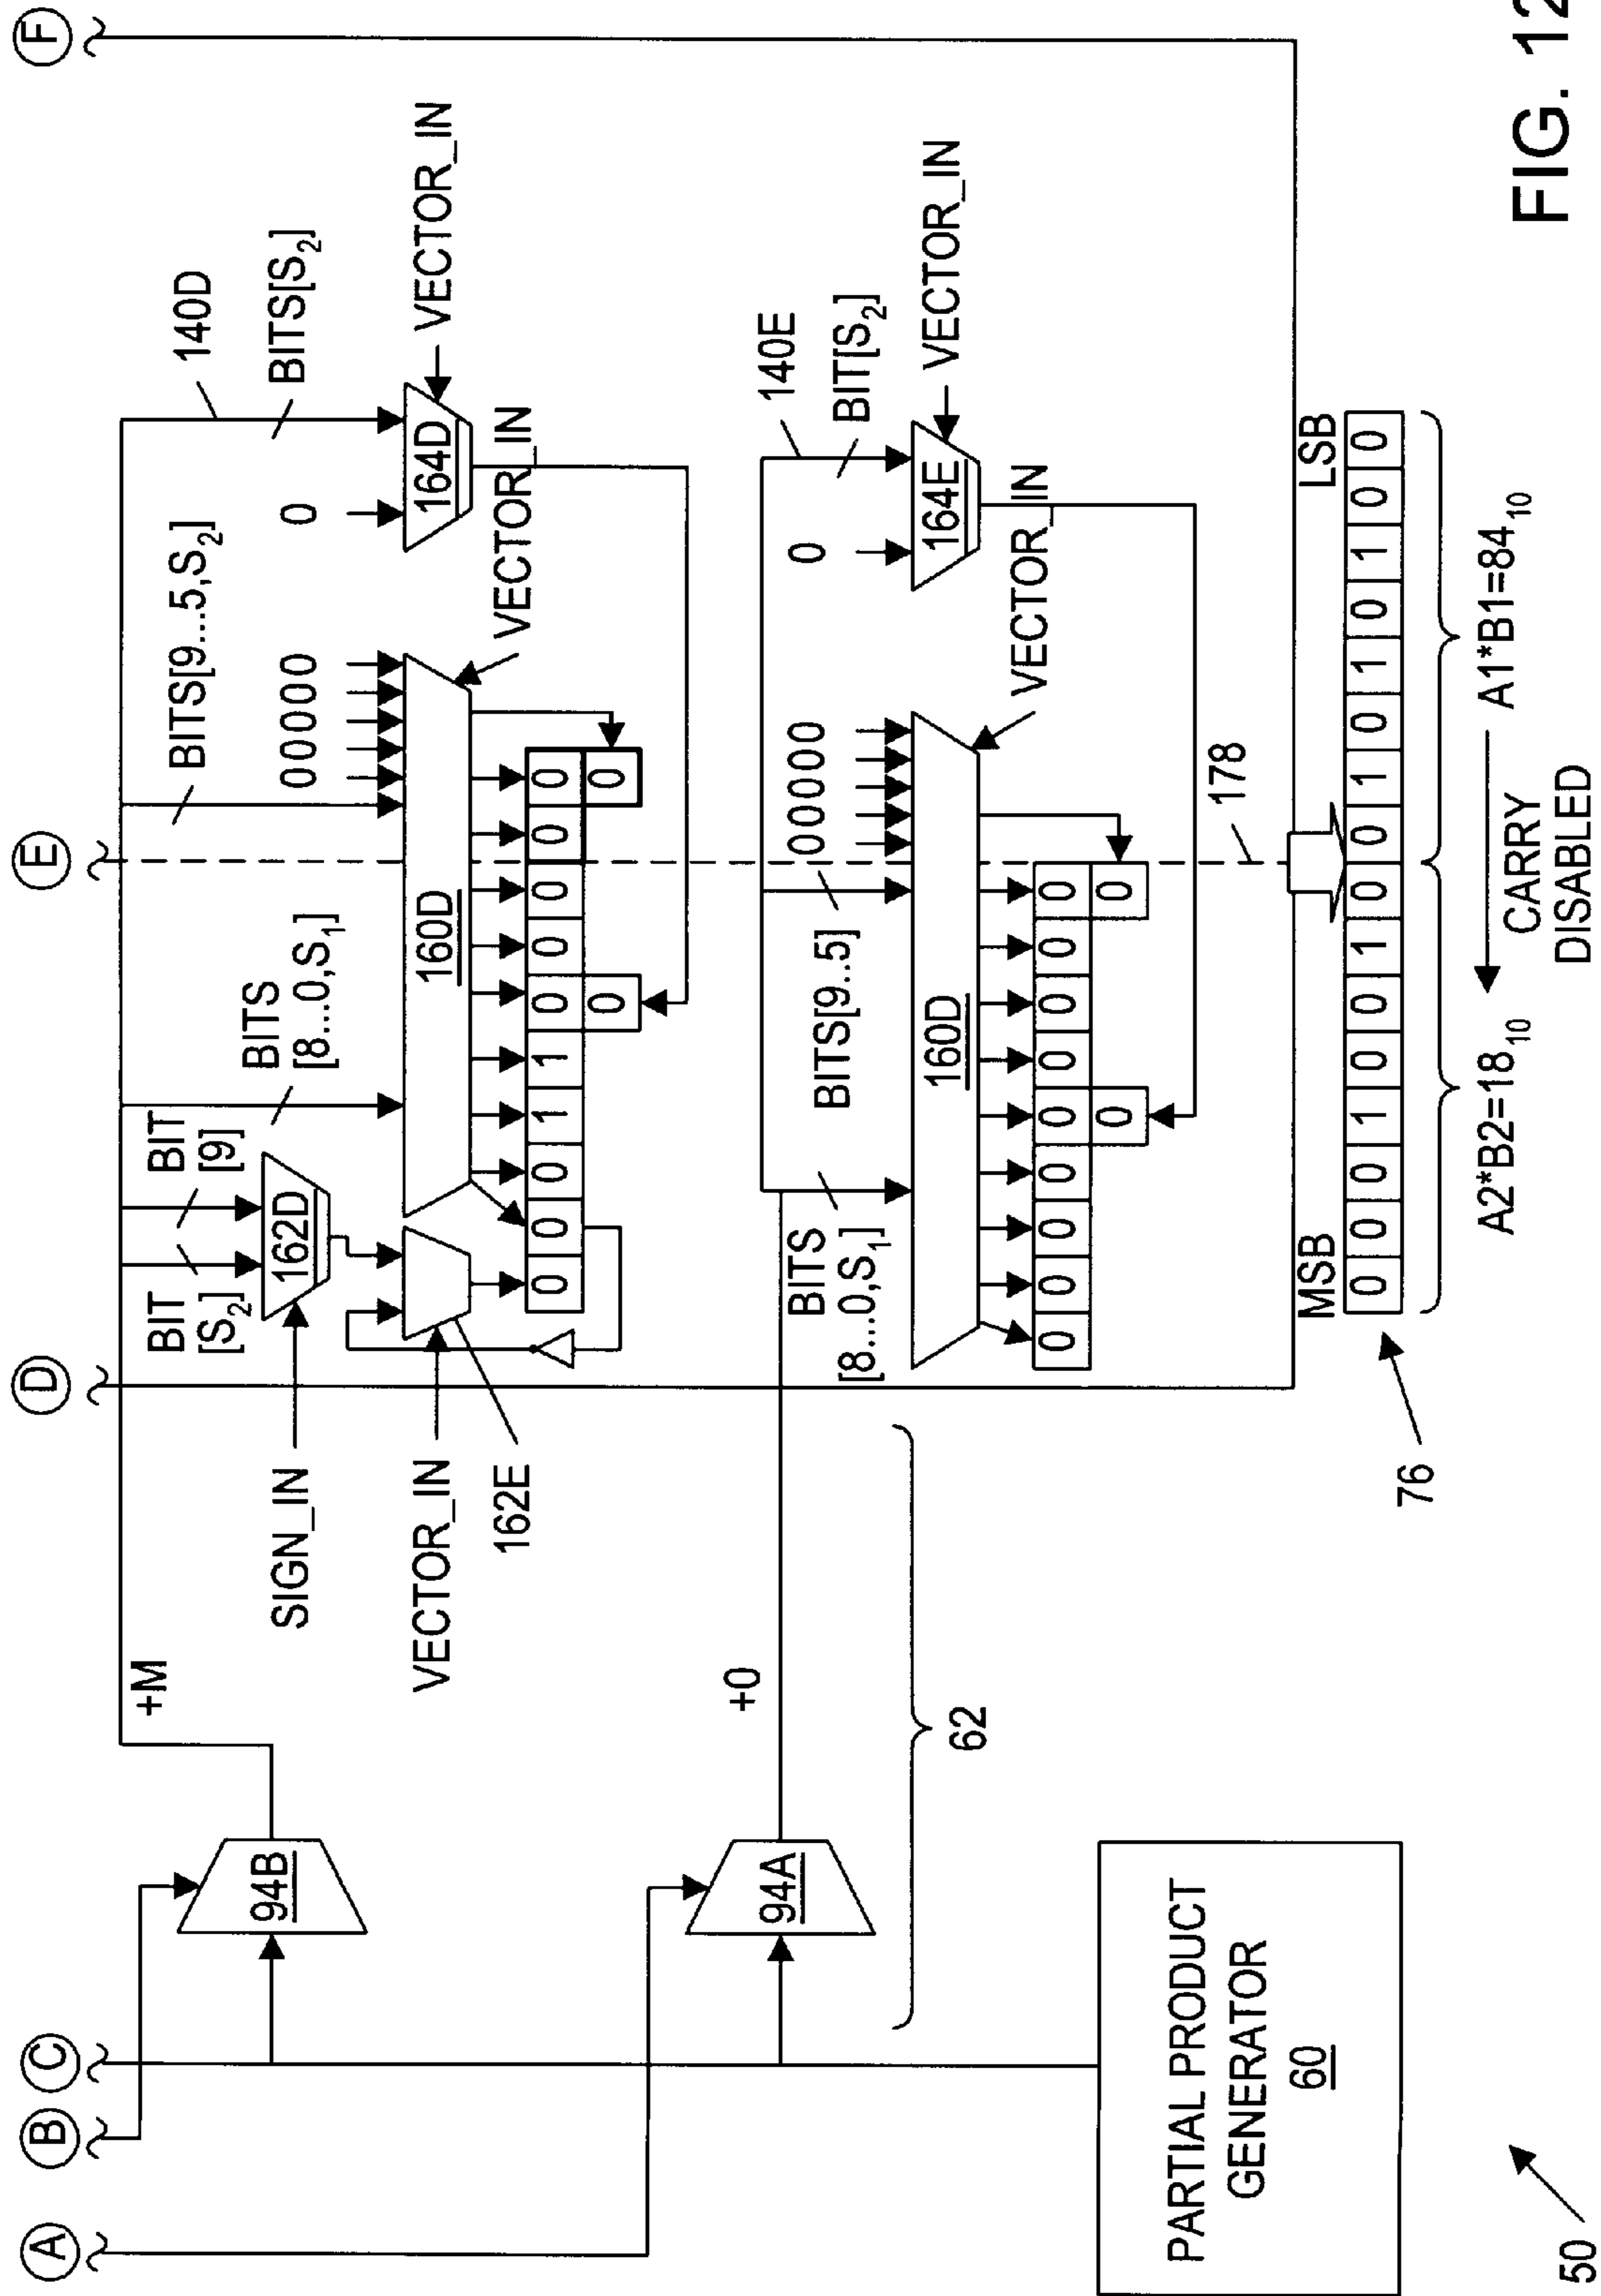 A
B
C
D
E
F
+M
BIT
[S2]
BIT
[9]
BITS
[8...0,S1]
BITS[9...5,S2]
00000
0
140D
BITS[S2]
SIGN_IN
162D
160D
164D
VECTOR_IN
VECTOR_IN
VECTOR_IN
162E
0 0 0 1 1 0 0 0 0 0
0 0
94B
+0
BITS
[8....0,S1]
BITS[9..5]
00000
0
140E
BIT[S2]
160D
164E
VECTOR_IN
VECTOR_IN
0 0 0 0 0 0 0 0 0
0 0
94A
62
178
PARTIAL PRODUCT
GENERATOR
60
MSB
LSB
0 0 0 1 0 0 1 0 0 1 0 1 0 1 0 0
76
A2*B2=18 10
A1*B1=84 10
CARRY
DISABLED
50
FIG. 12